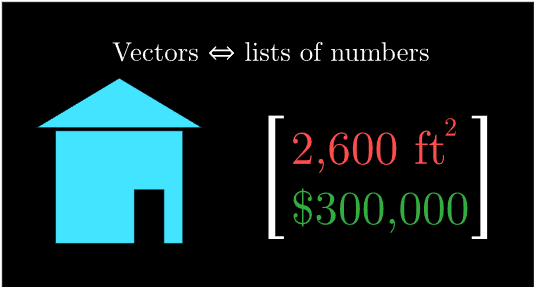 Vectors ⇔ lists of numbers
2,600 ft²
$300,000